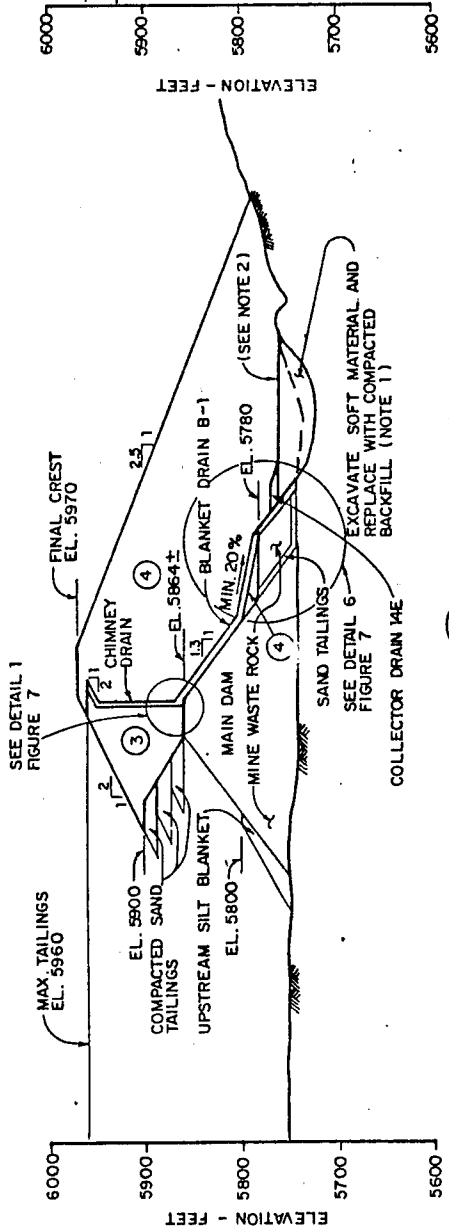 6000
5900
5800
5700
5600
ELEVATION - FEET
MAX. TAILINGS
EL. 5960
SEE DETAIL 1
FIGURE 7
FINAL CREST
EL. 5970
2
1
3
2
1
CHIMNEY
DRAIN
4
2.5
1
EL. 5900
COMPACTED SAND
TAILINGS
EL. 5864±
1.3
1
BLANKET DRAIN B-1
MIN. 20%
UPSTREAM SILT BLANKET
EL. 5800
MAIN DAM
MINE WASTE ROCK
4
EL. 5780
(SEE NOTE 2)
SAND TAILINGS
SEE DETAIL 6
FIGURE 7
COLLECTOR DRAIN 14E
EXCAVATE SOFT MATERIAL AND
REPLACE WITH COMPACTED
BACKFILL (NOTE 1)
6000
5900
5800
5700
5600
ELEVATION - FEET